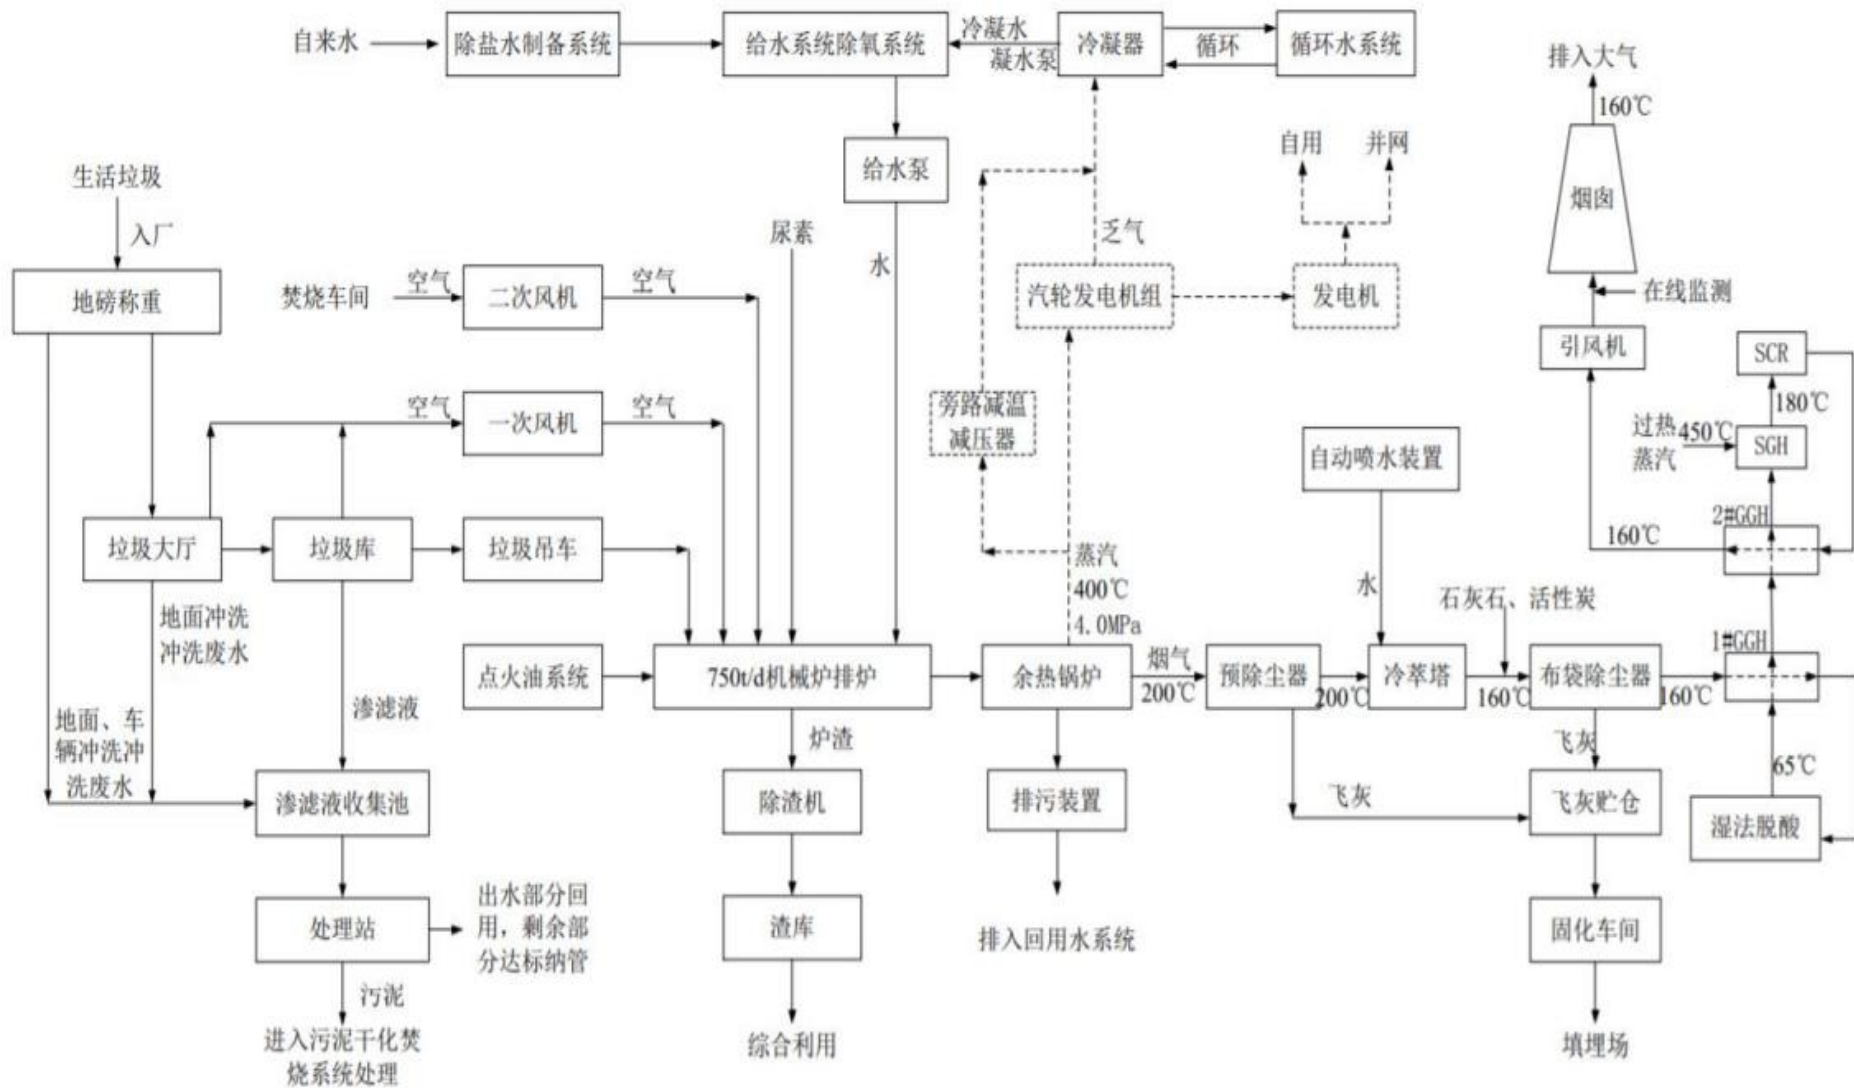 自来水
除盐水制备系统
给水系统除氧系统
冷凝水
凝水泵
冷凝器
循环
循环水系统
排入大气
160℃
烟囱
在线监测
引风机
给水泵
自用
并网
生活垃圾
入厂
地磅称重
尿素
水
乏气
焚烧车间
空气
二次风机
空气
汽轮发电机组
发电机
SCR
180℃
空气
一次风机
空气
旁路减温
减压器
过热
蒸汽
450℃
SGH
自动喷水装置
2#GGH
160℃
垃圾大厅
垃圾库
垃圾吊车
蒸汽
400℃
4.0MPa
水
石灰石、活性炭
地面冲洗
冲洗废水
1#GGH
点火油系统
750t/d机械炉排炉
余热锅炉
烟气
200℃
预除尘器
200℃
冷萃塔
160℃
布袋除尘器
160℃
渗滤液
地面、车
辆冲洗冲
洗废水
炉渣
飞灰
65℃
渗滤液收集池
除渣机
排污装置
飞灰
飞灰贮仓
湿法脱酸
处理站
出水部分回
用，剩余部
分达标纳管
渣库
排入回用水系统
固化车间
污泥
进入污泥干化焚
烧系统处理
综合利用
填埋场